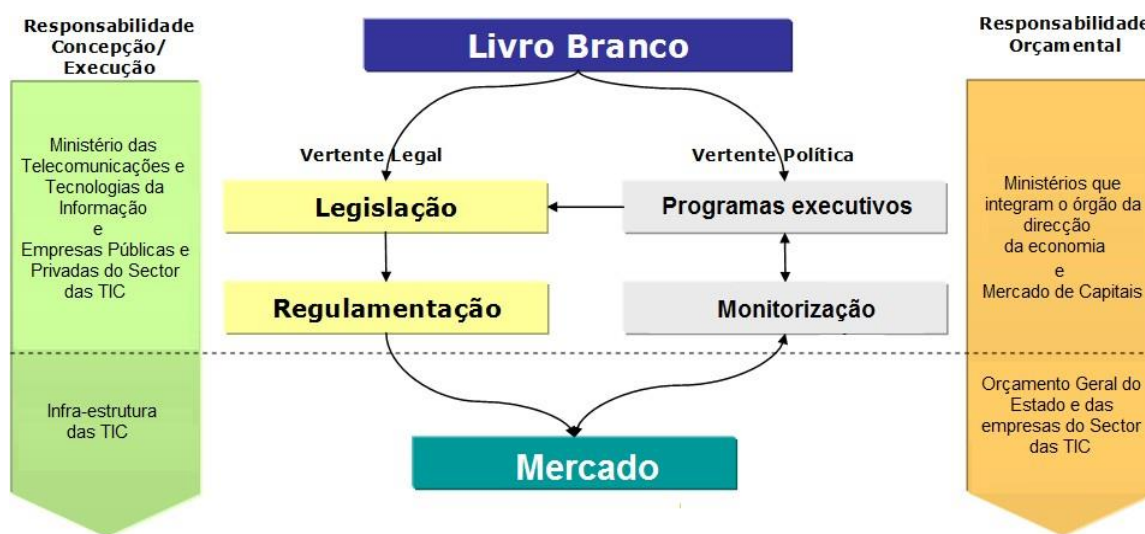 Responsabilidade
Concepção/
Execução
Ministério das
Telecomunicações e
Tecnologias da
Informação
e
Empresas Públicas e
Privadas do Sector
das TIC
Infra-estrutura
das TIC
Livro Branco
Vertente Legal
Vertente Política
Legislação
Programas executivos
Regulamentação
Monitorização
Mercado
Responsabilidade
Orçamental
Ministérios que
integram o órgão da
direcção
da economia
e
Mercado de Capitais
Orçamento Geral do
Estado e das
empresas do Sector
das TIC